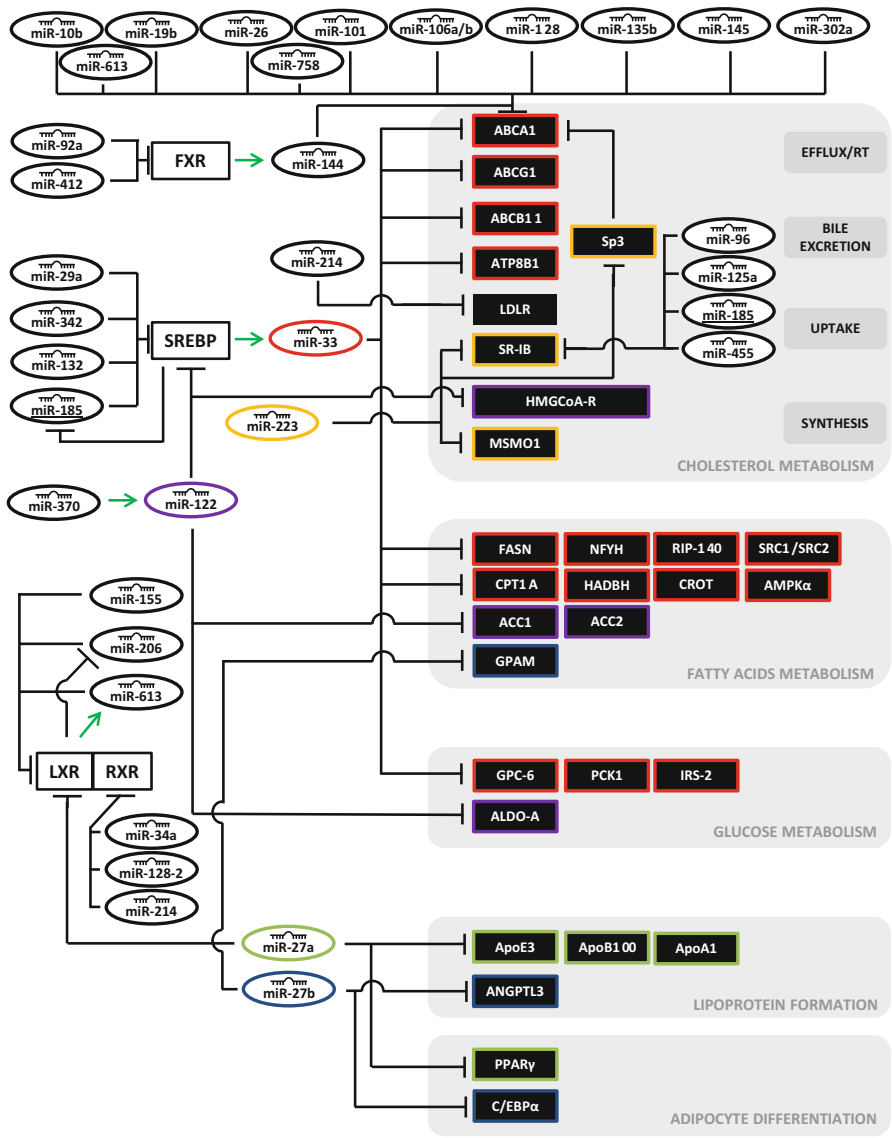 miR-10b
miR-19b
miR-26
miR-101
miR-106a/b
miR-128
miR-135b
miR-145
miR-302a
miR-613
miR-758
miR-92a
miR-412
FXR
miR-144
ABCA1
EFFLUX/RT
ABCG1
ABCB11
Sp3
miR-96
BILE
EXCRETION
miR-214
ATP8B1
miR-125a
miR-29a
LDLR
miR-185
UPTAKE
miR-342
SREBP
miR-33
SR-IB
miR-455
miR-132
miR-185
HMGCoA-R
miR-223
MSMO1
SYNTHESIS
CHOLESTEROL METABOLISM
miR-370
miR-122
FASN
NFYH
RIP-140
SRC1/SRC2
CPT1A
HADBH
CROT
AMPKα
miR-155
ACC1
ACC2
miR-206
GPAM
FATTY ACIDS METABOLISM
miR-613
LXR
RXR
GPC-6
PCK1
IRS-2
ALDO-A
GLUCOSE METABOLISM
miR-34a
miR-128-2
miR-214
miR-27a
ApoE3
ApoB100
ApoA1
miR-27b
ANGPTL3
LIPOPROTEIN FORMATION
PPARγ
C/EBPα
ADIPOCYTE DIFFERENTIATION